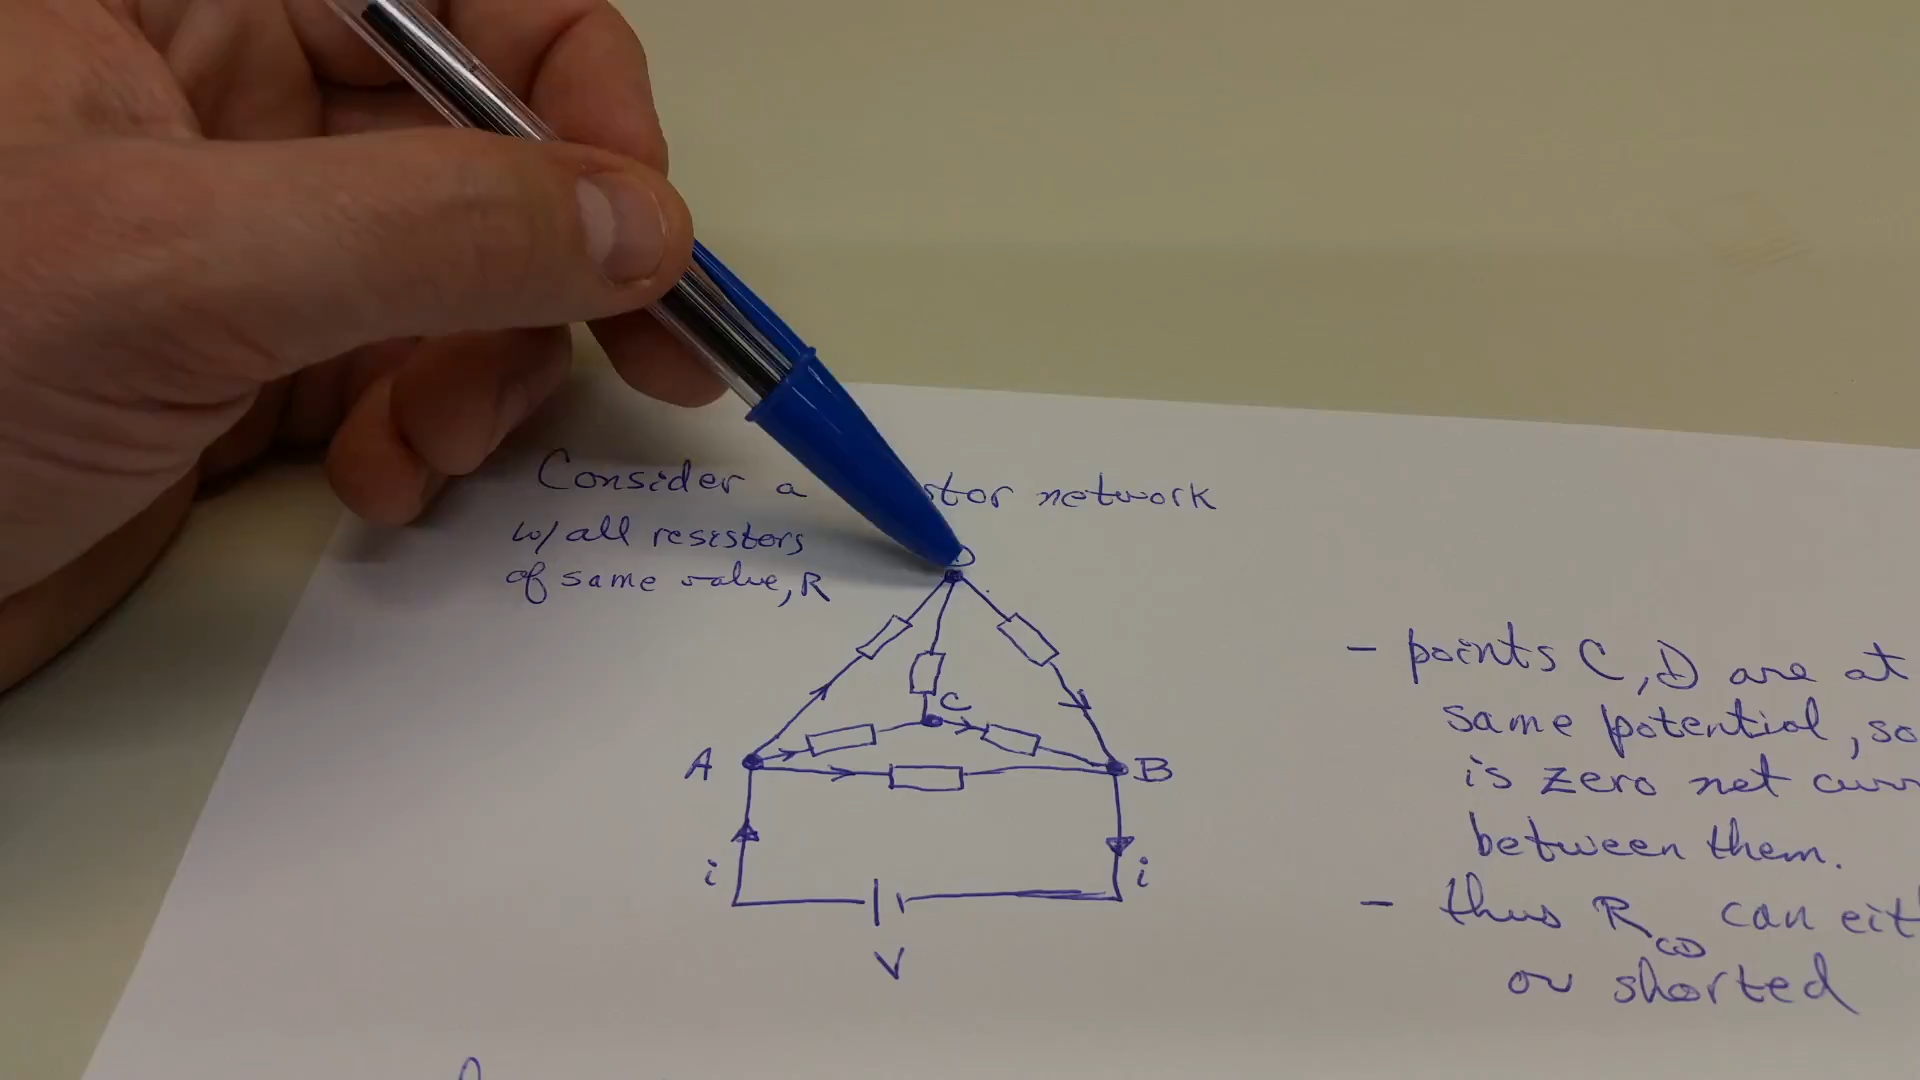 Consider a stor network
w/ all resistors
of same value, R
D
C
A
B
i
i
V
- points C, D are at
same potential, so
is zero net curr
between them.
- thus R_CD can eit
or shorted